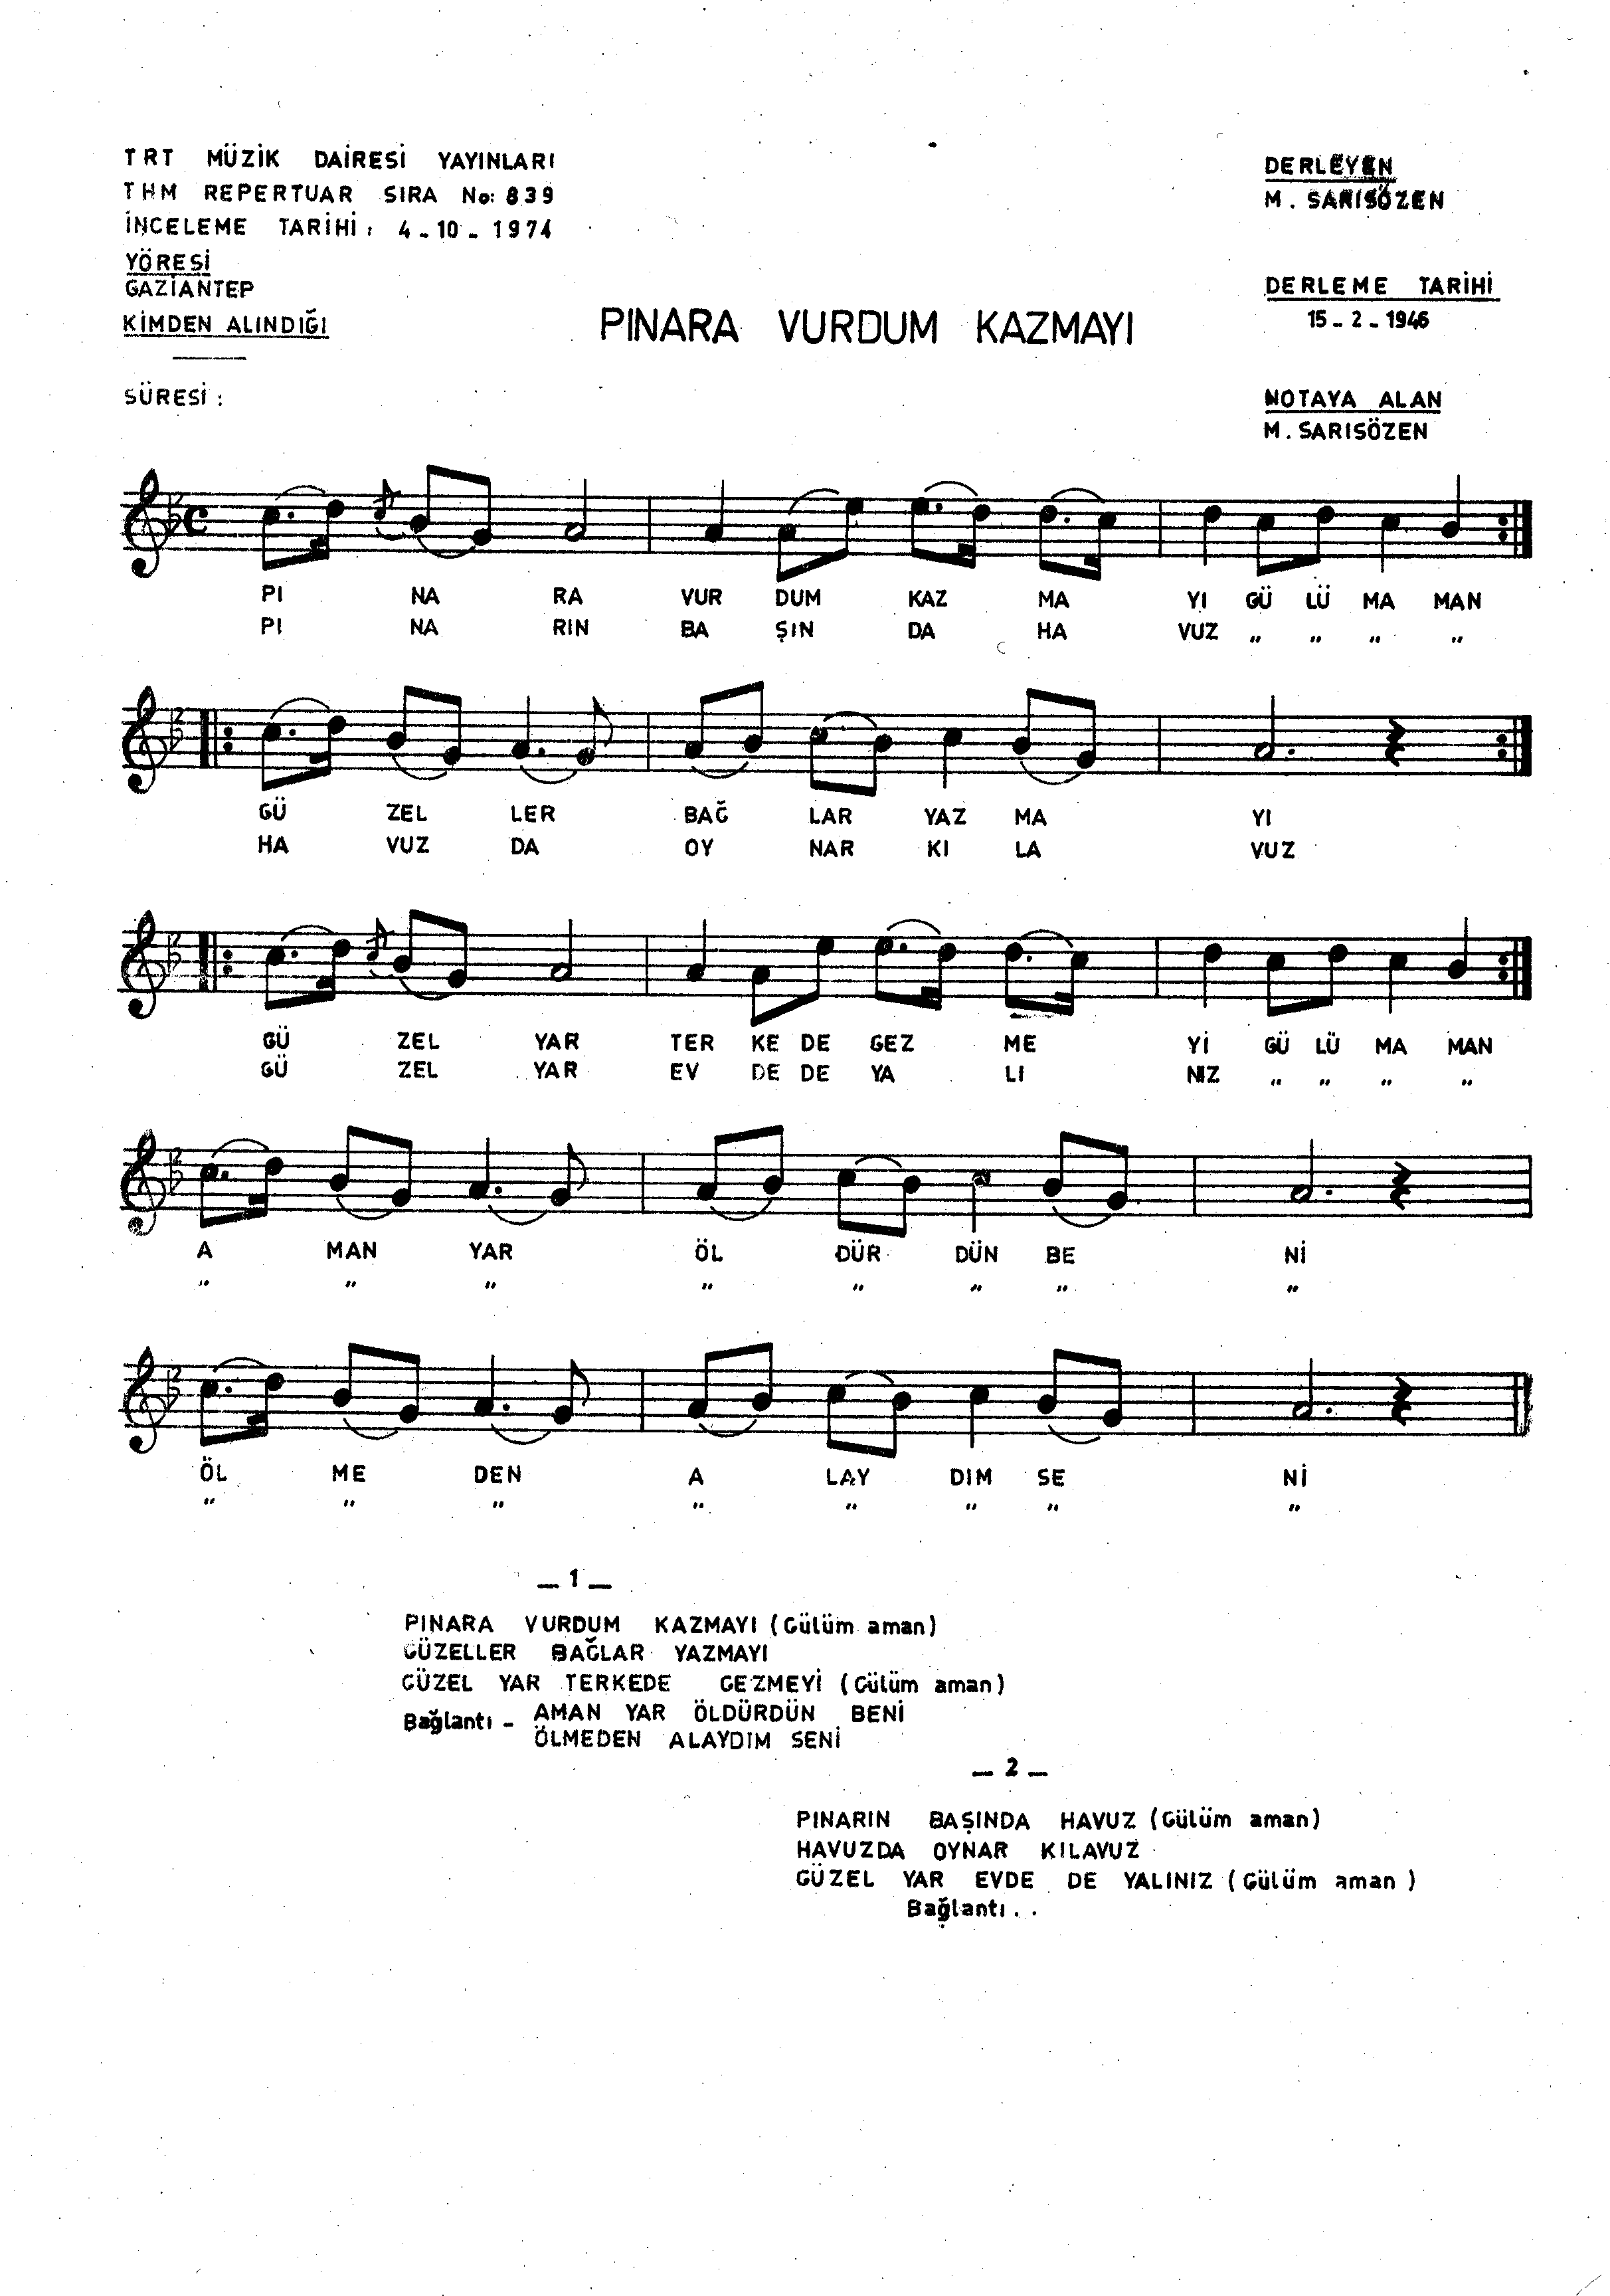 TRT MÜZİK DAİRESİ YAYINLARI
THM REPERTUAR SIRA No: 839
İNCELEME TARİHİ: 4-10-1974
YÖRESİ
GAZİANTEP
KİMDEN ALINDIĞI
SÜRESİ:
PINARA VURDUM KAZMAYI
DERLEYEN
M. SARISÖZEN
DERLEME TARİHİ
15-2-1946
NOTAYA ALAN
M. SARISÖZEN
PI NA RA VUR DUM KAZ MA YI GÜ LÜ MA MAN
PI NA RIN BA ŞIN DA HA VUZ " " " "
GÜ ZEL LER BAĞ LAR YAZ MA YI
HA VUZ DA OY NAR KI LA VUZ
GÜ ZEL YAR TER KE DE GEZ ME Yİ GÜ LÜ MA MAN
GÜ ZEL YAR EV DE DE YA LI NIZ " " " "
A MAN YAR ÖL DÜR DÜN BE Nİ
" " " " " " " "
ÖL ME DEN A LAY DIM SE Nİ
" " " " " " " "
_ 1 _
PINARA VURDUM KAZMAYI (Gülüm aman)
GÜZELLER BAĞLAR YAZMAYI
GÜZEL YAR TERKEDE GEZMEYİ (Gülüm aman)
Bağlantı - AMAN YAR ÖLDÜRDÜN BENİ
ÖLMEDEN ALAYDIM SENİ
_ 2 _
PINARIN BAŞINDA HAVUZ (Gülüm aman)
HAVUZDA OYNAR KILAVUZ
GÜZEL YAR EVDE DE YALINIZ (Gülüm aman)
Bağlantı . .